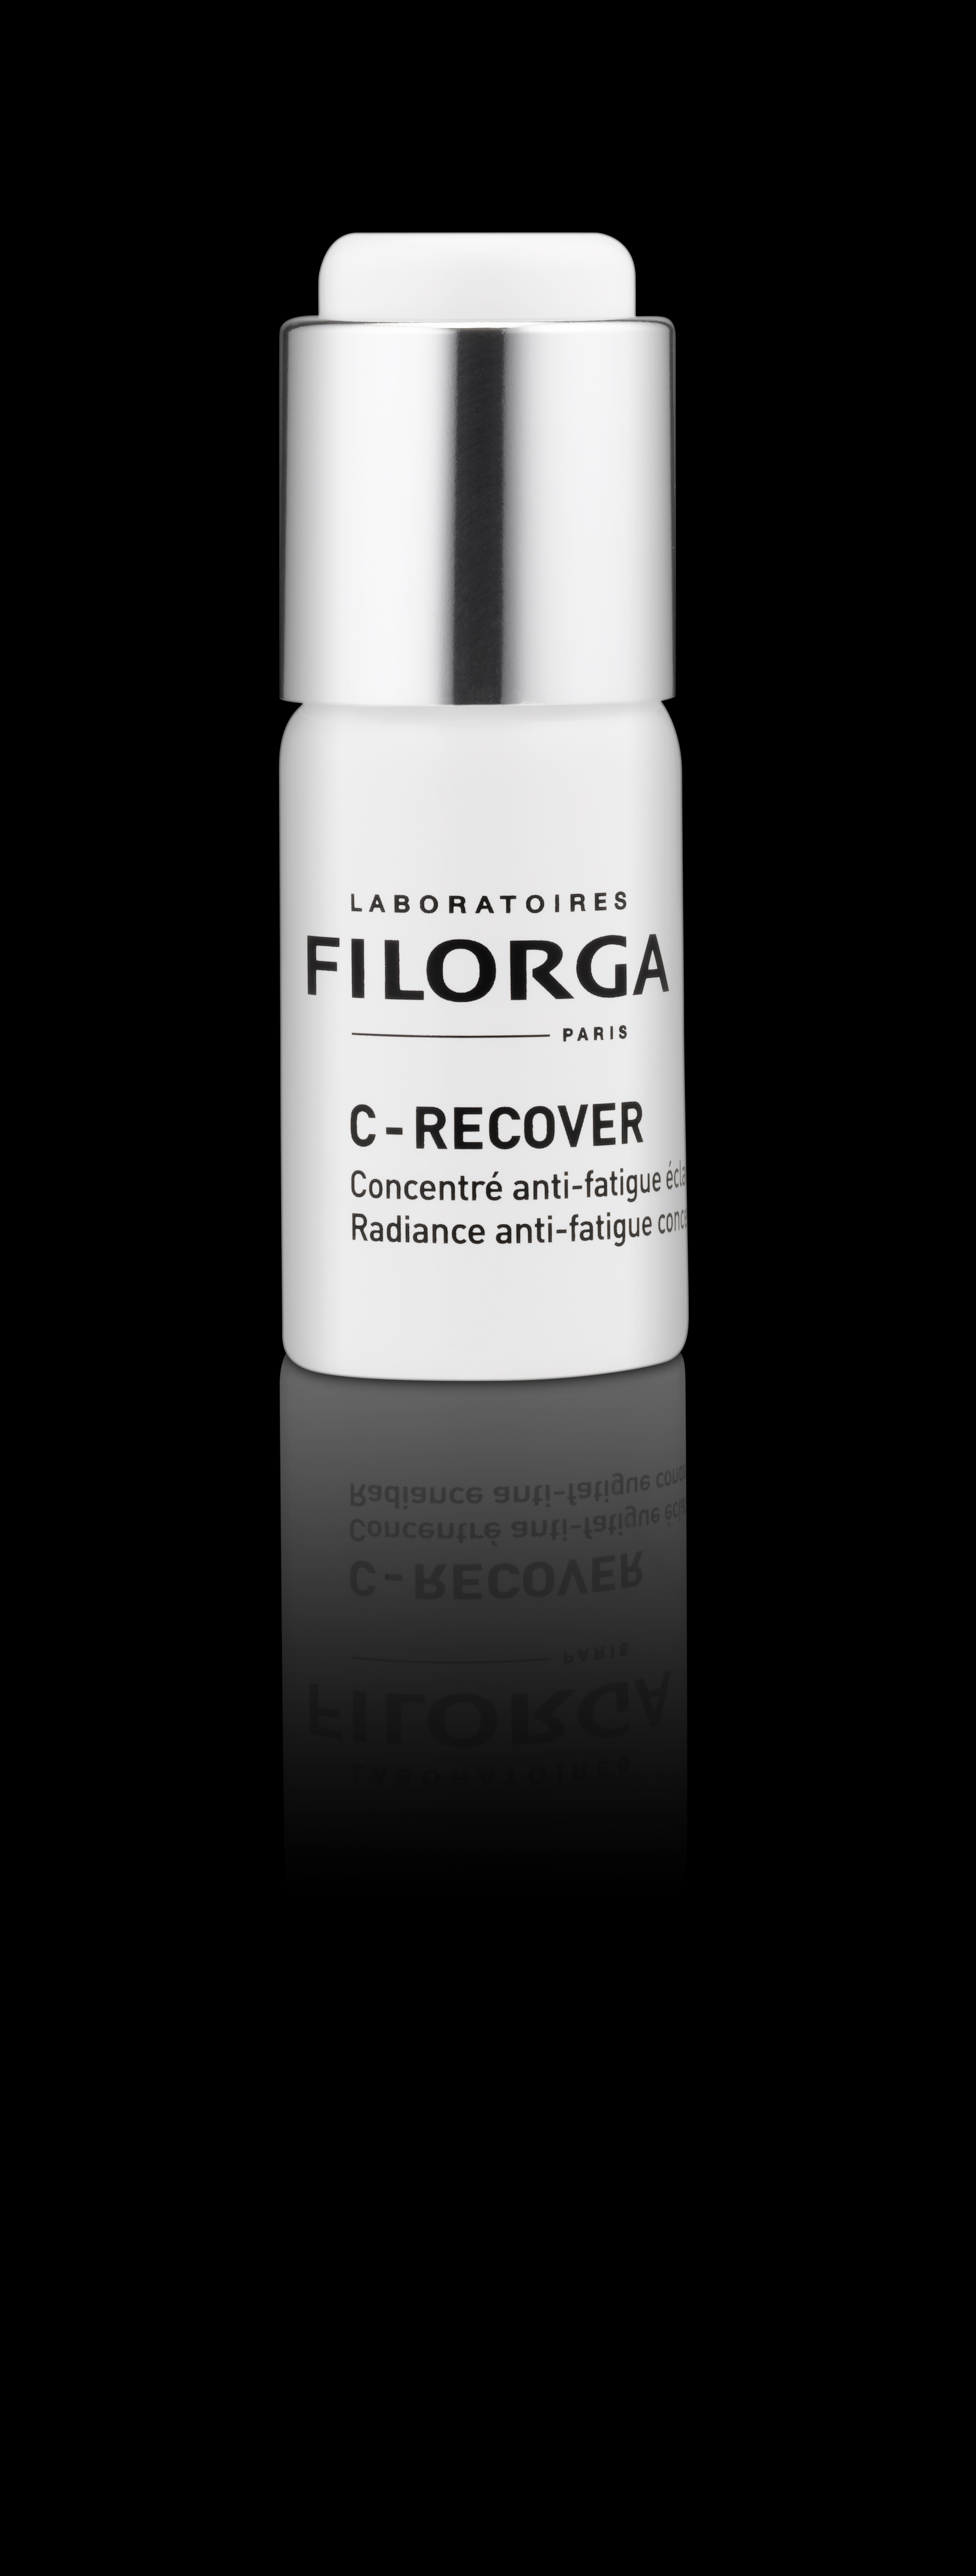 LABORATOIRES
FILORGA
PARIS
C-RECOVER
Concentré anti-fatigue
Radiance anti-fatigue